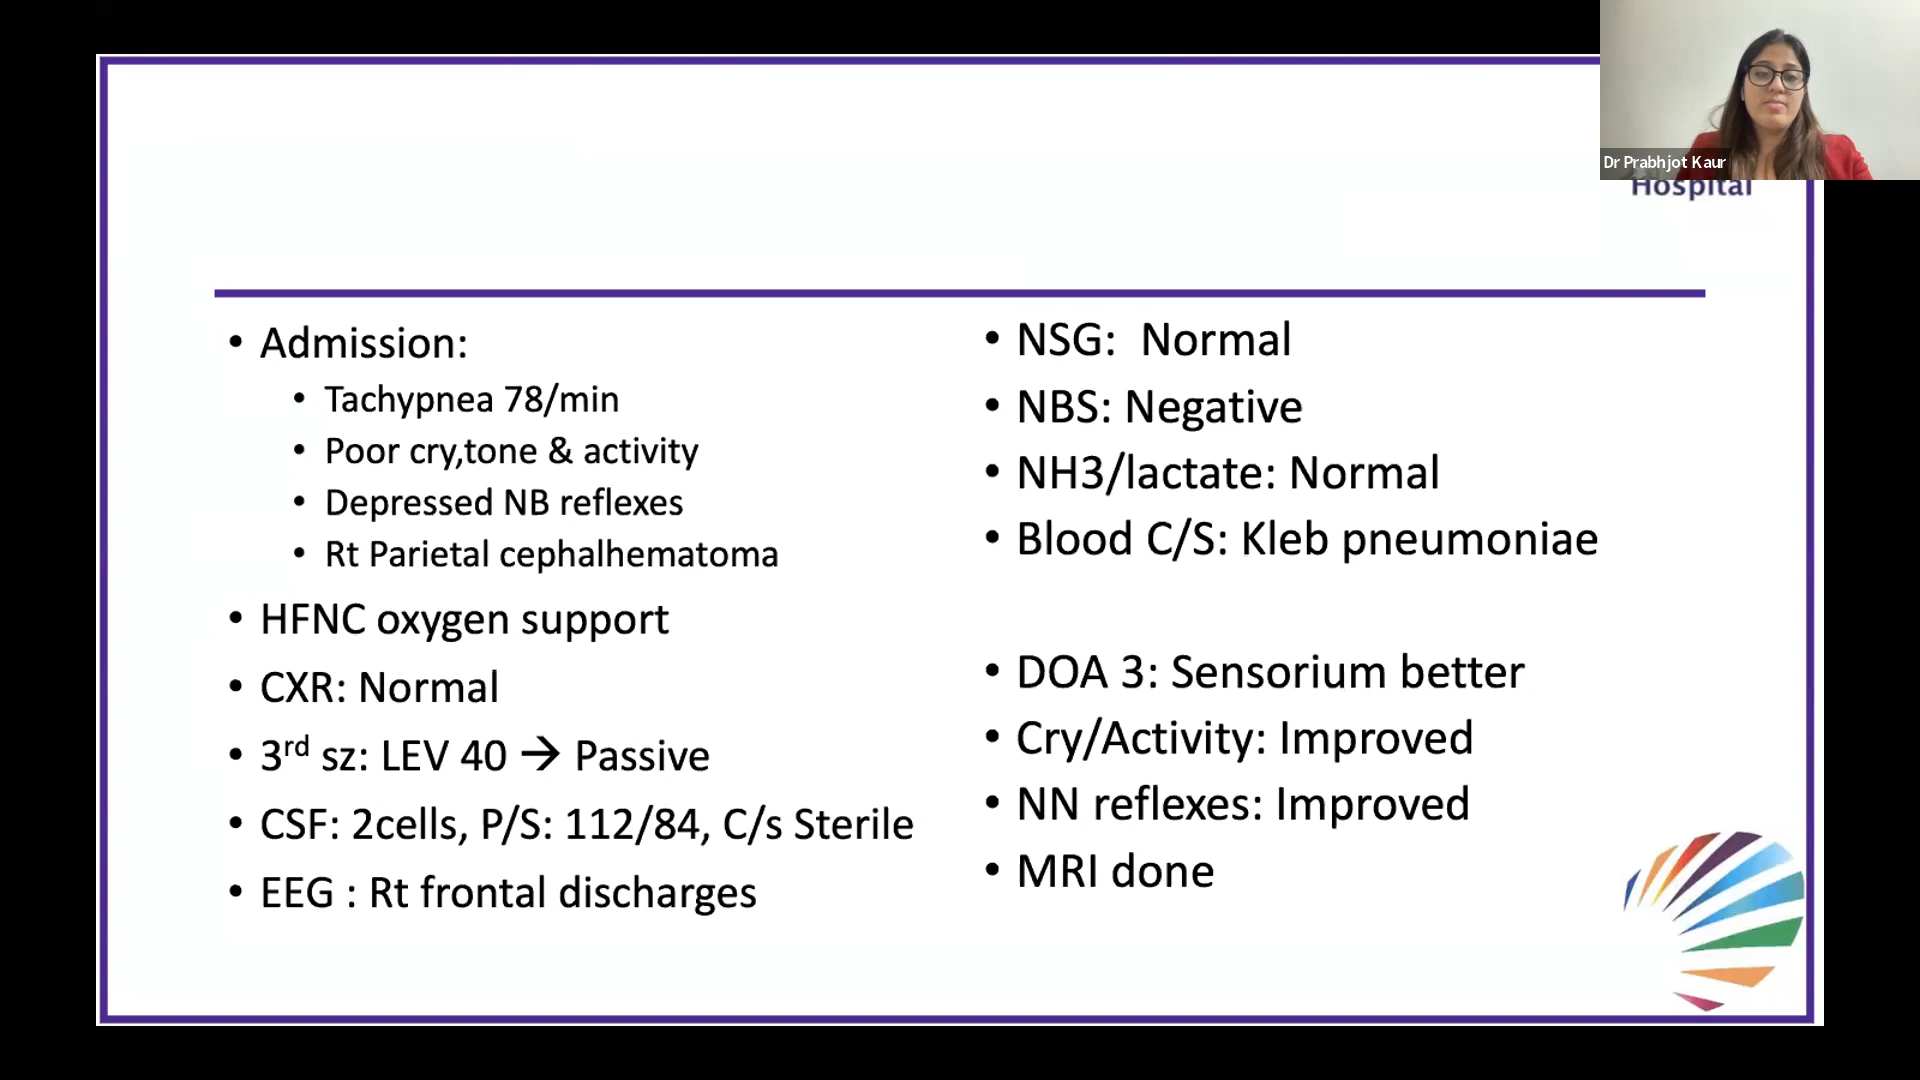 Dr Prabhjot Kaur
Hospital
• Admission:
• Tachypnea 78/min
• Poor cry,tone & activity
• Depressed NB reflexes
• Rt Parietal cephalhematoma
• HFNC oxygen support
• CXR: Normal
• 3rd sz: LEV 40 → Passive
• CSF: 2cells, P/S: 112/84, C/s Sterile
• EEG : Rt frontal discharges
• NSG: Normal
• NBS: Negative
• NH3/lactate: Normal
• Blood C/S: Kleb pneumoniae
• DOA 3: Sensorium better
• Cry/Activity: Improved
• NN reflexes: Improved
• MRI done